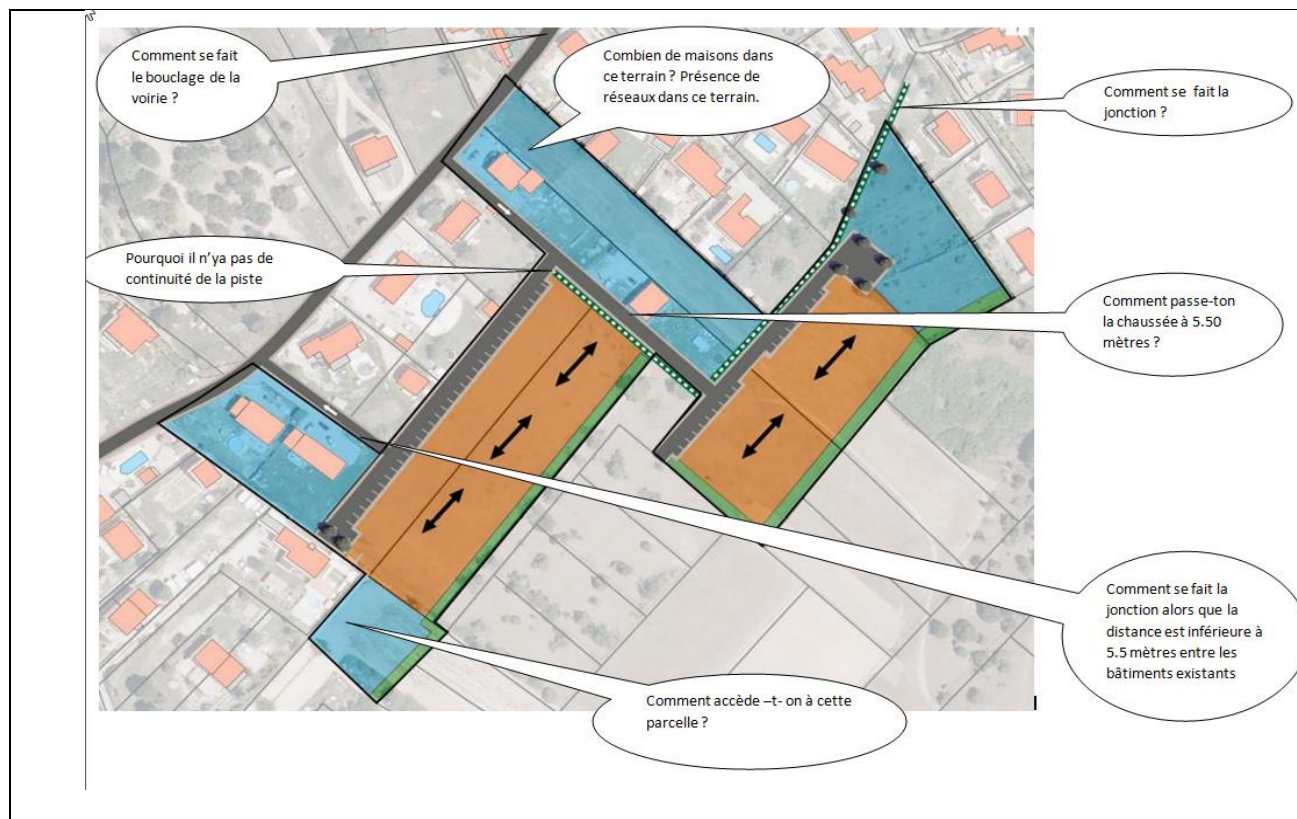 Comment se fait
le bouclage de la
voirie ?
Combien de maisons dans
ce terrain ? Présence de
réseaux dans ce terrain.
Comment se  fait la
jonction ?
Pourquoi il n’ya pas de
continuité de la piste
Comment passe-ton
la chaussée à 5.50
mètres ?
Comment se fait la
jonction alors que la
distance est inférieure à
5.5 mètres entre les
bâtiments existants
Comment accède –t- on à cette
parcelle ?